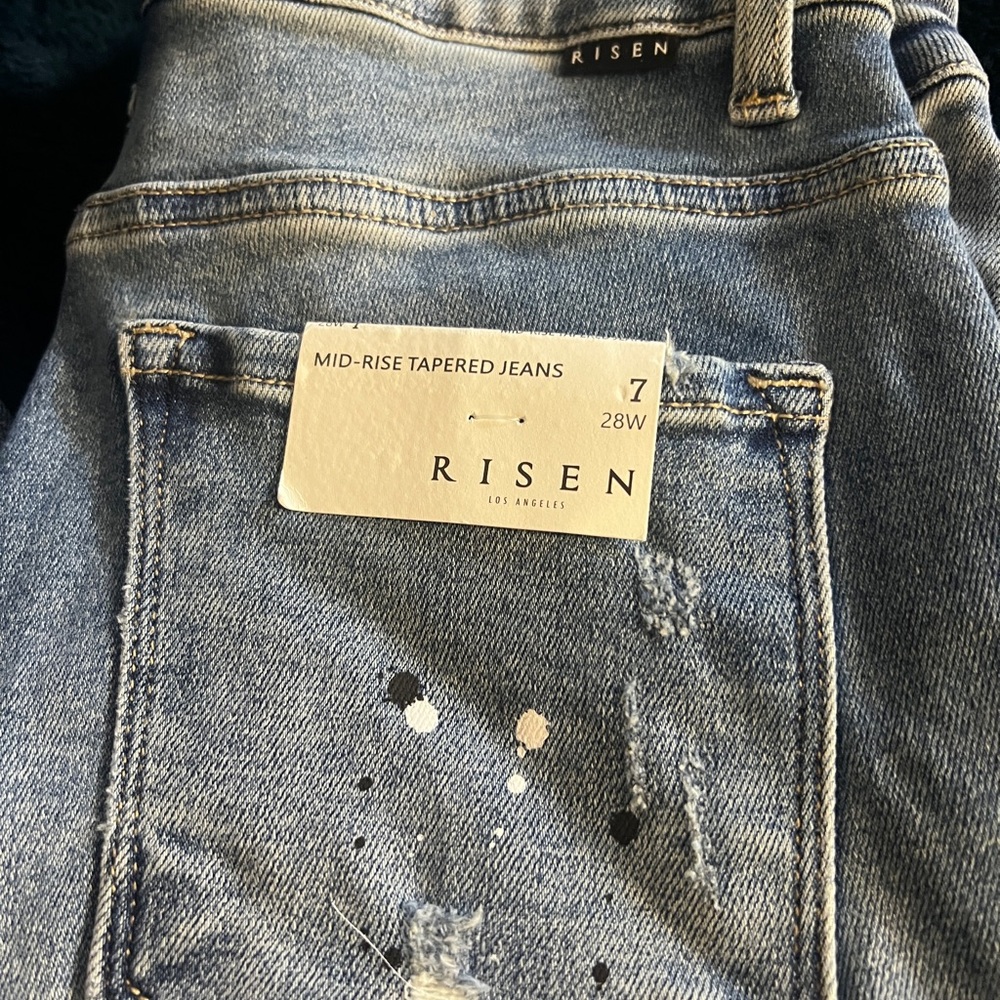 RISEN
MID-RISE TAPERED JEANS
7
28W
RISEN
LOS ANGELES